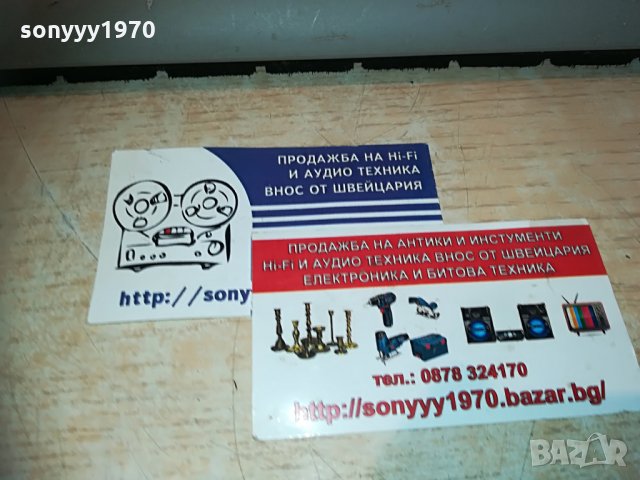 sonyyy1970
ПРОДАЖБА НА Hi-Fi
И АУДИО ТЕХНИКА
ВНОС ОТ ШВЕЙЦАРИЯ
http://sony
ПРОДАЖБА НА АНТИКИ И ИНСТУМЕНТИ
Hi-Fi И АУДИО ТЕХНИКА ВНОС ОТ ШВЕЙЦАРИЯ
ЕЛЕКТРОНИКА И БИТОВА ТЕХНИКА
тел.: 0878 324170
http://sonyyy1970.bazar.bg/
BAZAR
sonyyy1970